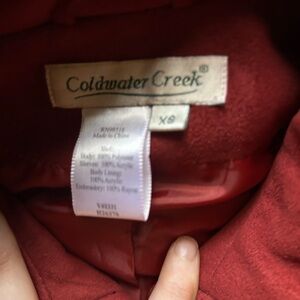 Coldwater Creek®
XS
Made in China
Shell:
Body: 100% Polyester
Sleeves: 100% Acrylic
Body Lining:
100% Acrylic
Embroidery: 100% Rayon